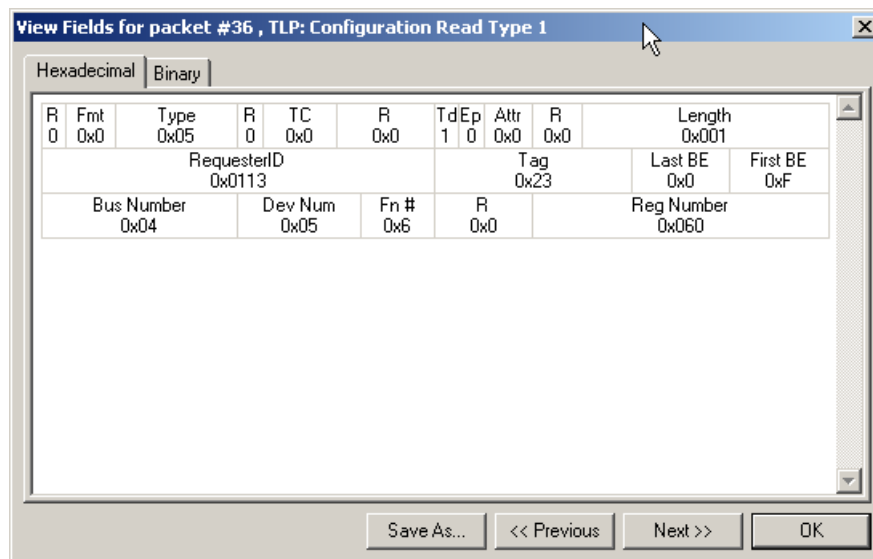 View Fields for packet #36 , TLP: Configuration Read Type 1
Hexadecimal Binary
R Fmt Type R TC R Td Ep Attr R Length
0 0x0 0x05 0 0x0 0x0 1 0 0x0 0x0 0x001
RequesterID Tag Last BE First BE
0x0113 0x23 0x0 0xF
Bus Number Dev Num Fn # R Reg Number
0x04 0x05 0x6 0x0 0x060
Save As... << Previous Next >> OK